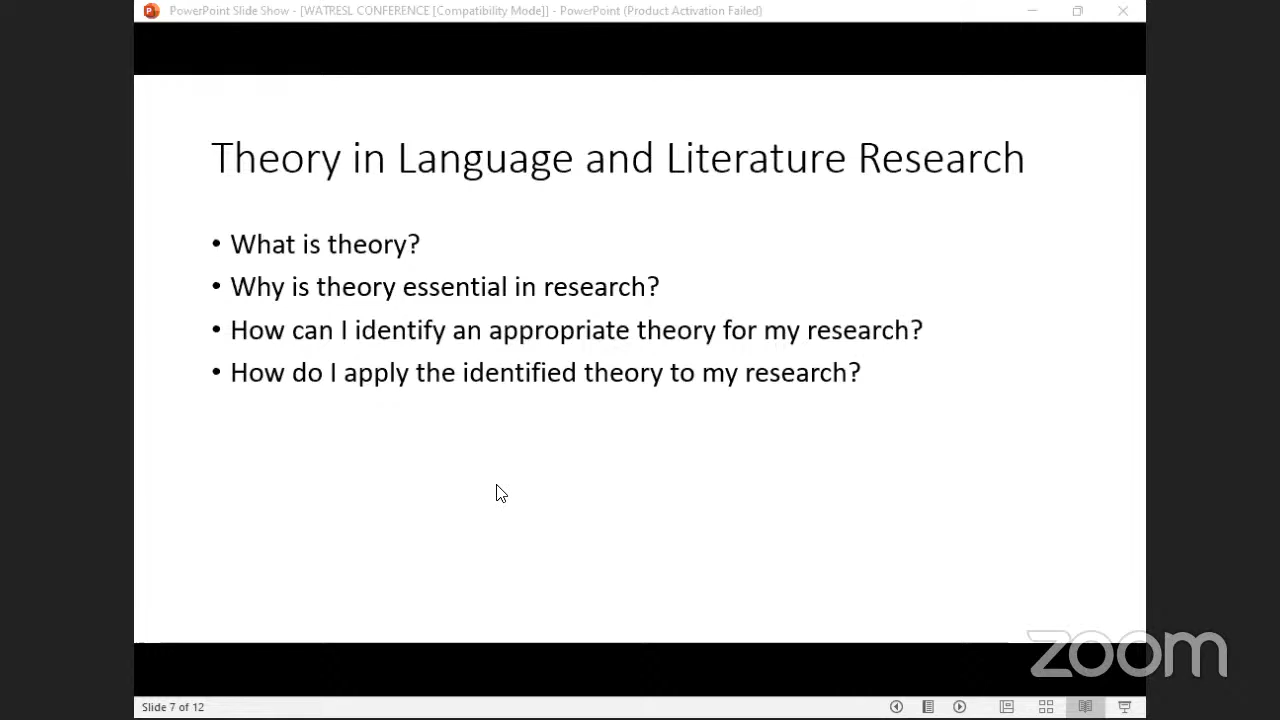 PowerPoint Slide Show - [WATRESL CONFERENCE [Compatibility Mode]] - PowerPoint (Product Activation Failed)
Theory in Language and Literature Research
• What is theory?
• Why is theory essential in research?
• How can I identify an appropriate theory for my research?
• How do I apply the identified theory to my research?
zoom
Slide 7 of 12